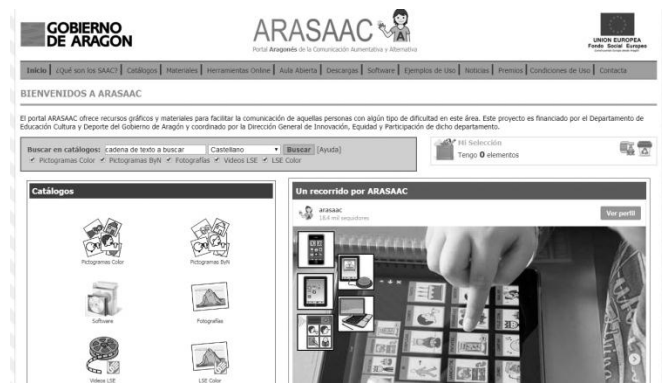 GOBIERNO
DE ARAGON
ARASAAC
Portal Aragonés de la Comunicación Aumentativa y Alternativa
UNION EUROPEA
Fondo Social Europeo
Inicio | ¿Qué son los SAAC? | Catálogos | Materiales | Herramientas Online | Aula Abierta | Descargas | Software | Ejemplos de Uso | Noticias | Premios | Condiciones de Uso | Contacta
BIENVENIDOS A ARASAAC
El portal ARASAAC ofrece recursos gráficos y materiales para facilitar la comunicación de aquellas personas con algún tipo de dificultad en este área. Este proyecto es financiado por el Departamento de
Educación Cultura y Deporte del Gobierno de Aragón y coordinado por la Dirección General de Innovación, Equidad y Participación de dicho departamento.
Buscar en catálogos: cadena de texto a buscar Castellano Buscar [Ayuda]
Pictogramas Color Pictogramas ByN Fotografías Videos LSE LSE Color
Mi Selección
Tengo 0 elementos
Catálogos
Pictogramas Color
Pictogramas ByN
Software
Fotografías
Videos LSE
LSE Color
Un recorrido por ARASAAC
arasaac
18.4 mil seguidores
Ver perfil